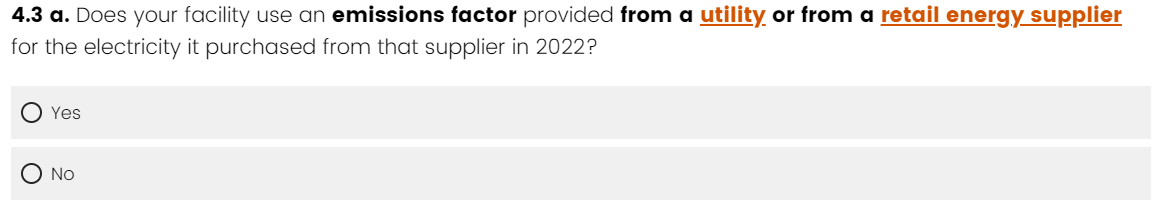 4.3 a. Does your facility use an emissions factor provided from a utility or from a retail energy supplier
for the electricity it purchased from that supplier in 2022?
Yes
No